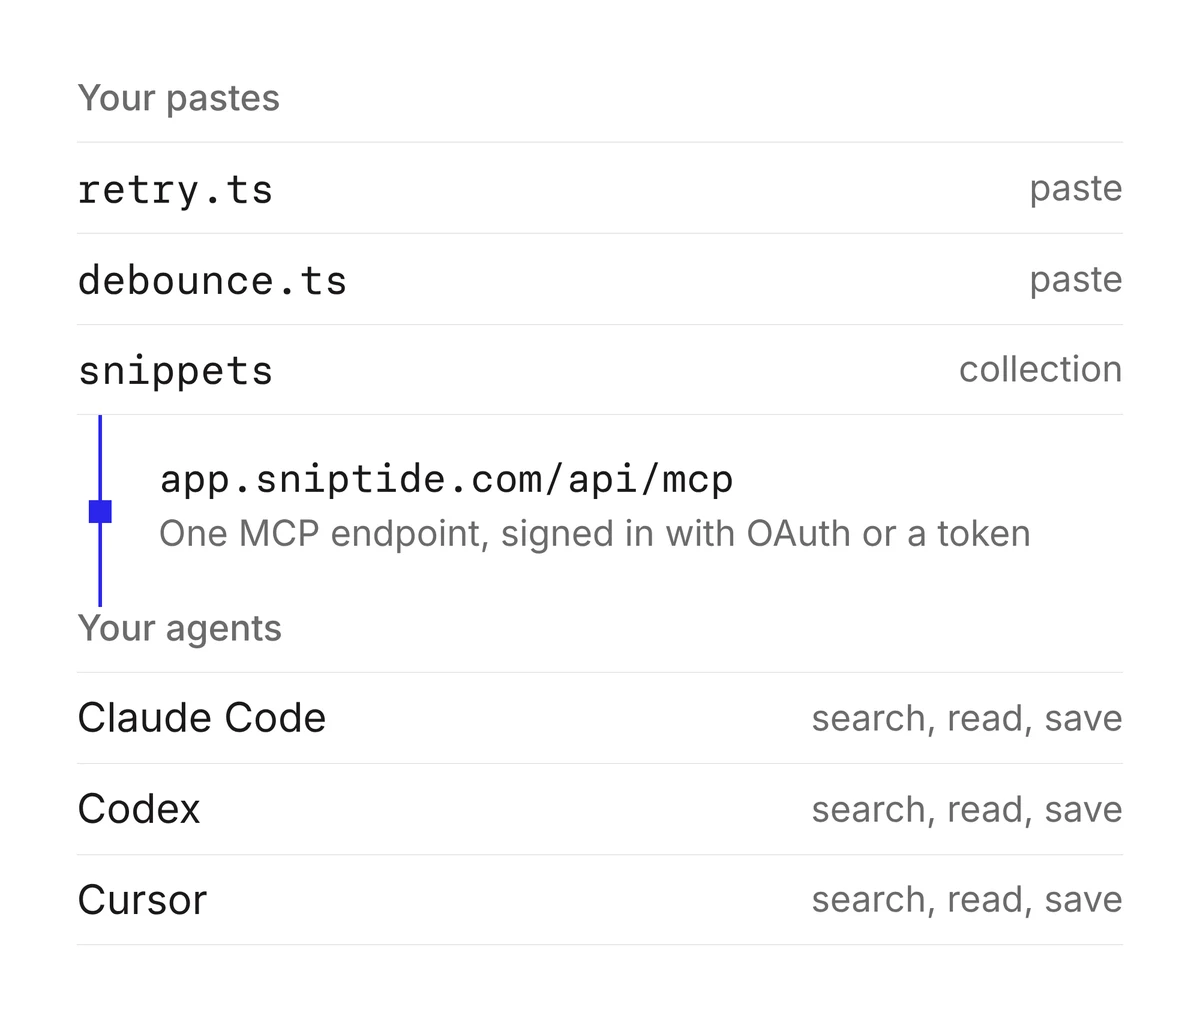 Your pastes
retry.ts paste
debounce.ts paste
snippets collection
app.sniptide.com/api/mcp
One MCP endpoint, signed in with OAuth or a token
Your agents
Claude Code search, read, save
Codex search, read, save
Cursor search, read, save